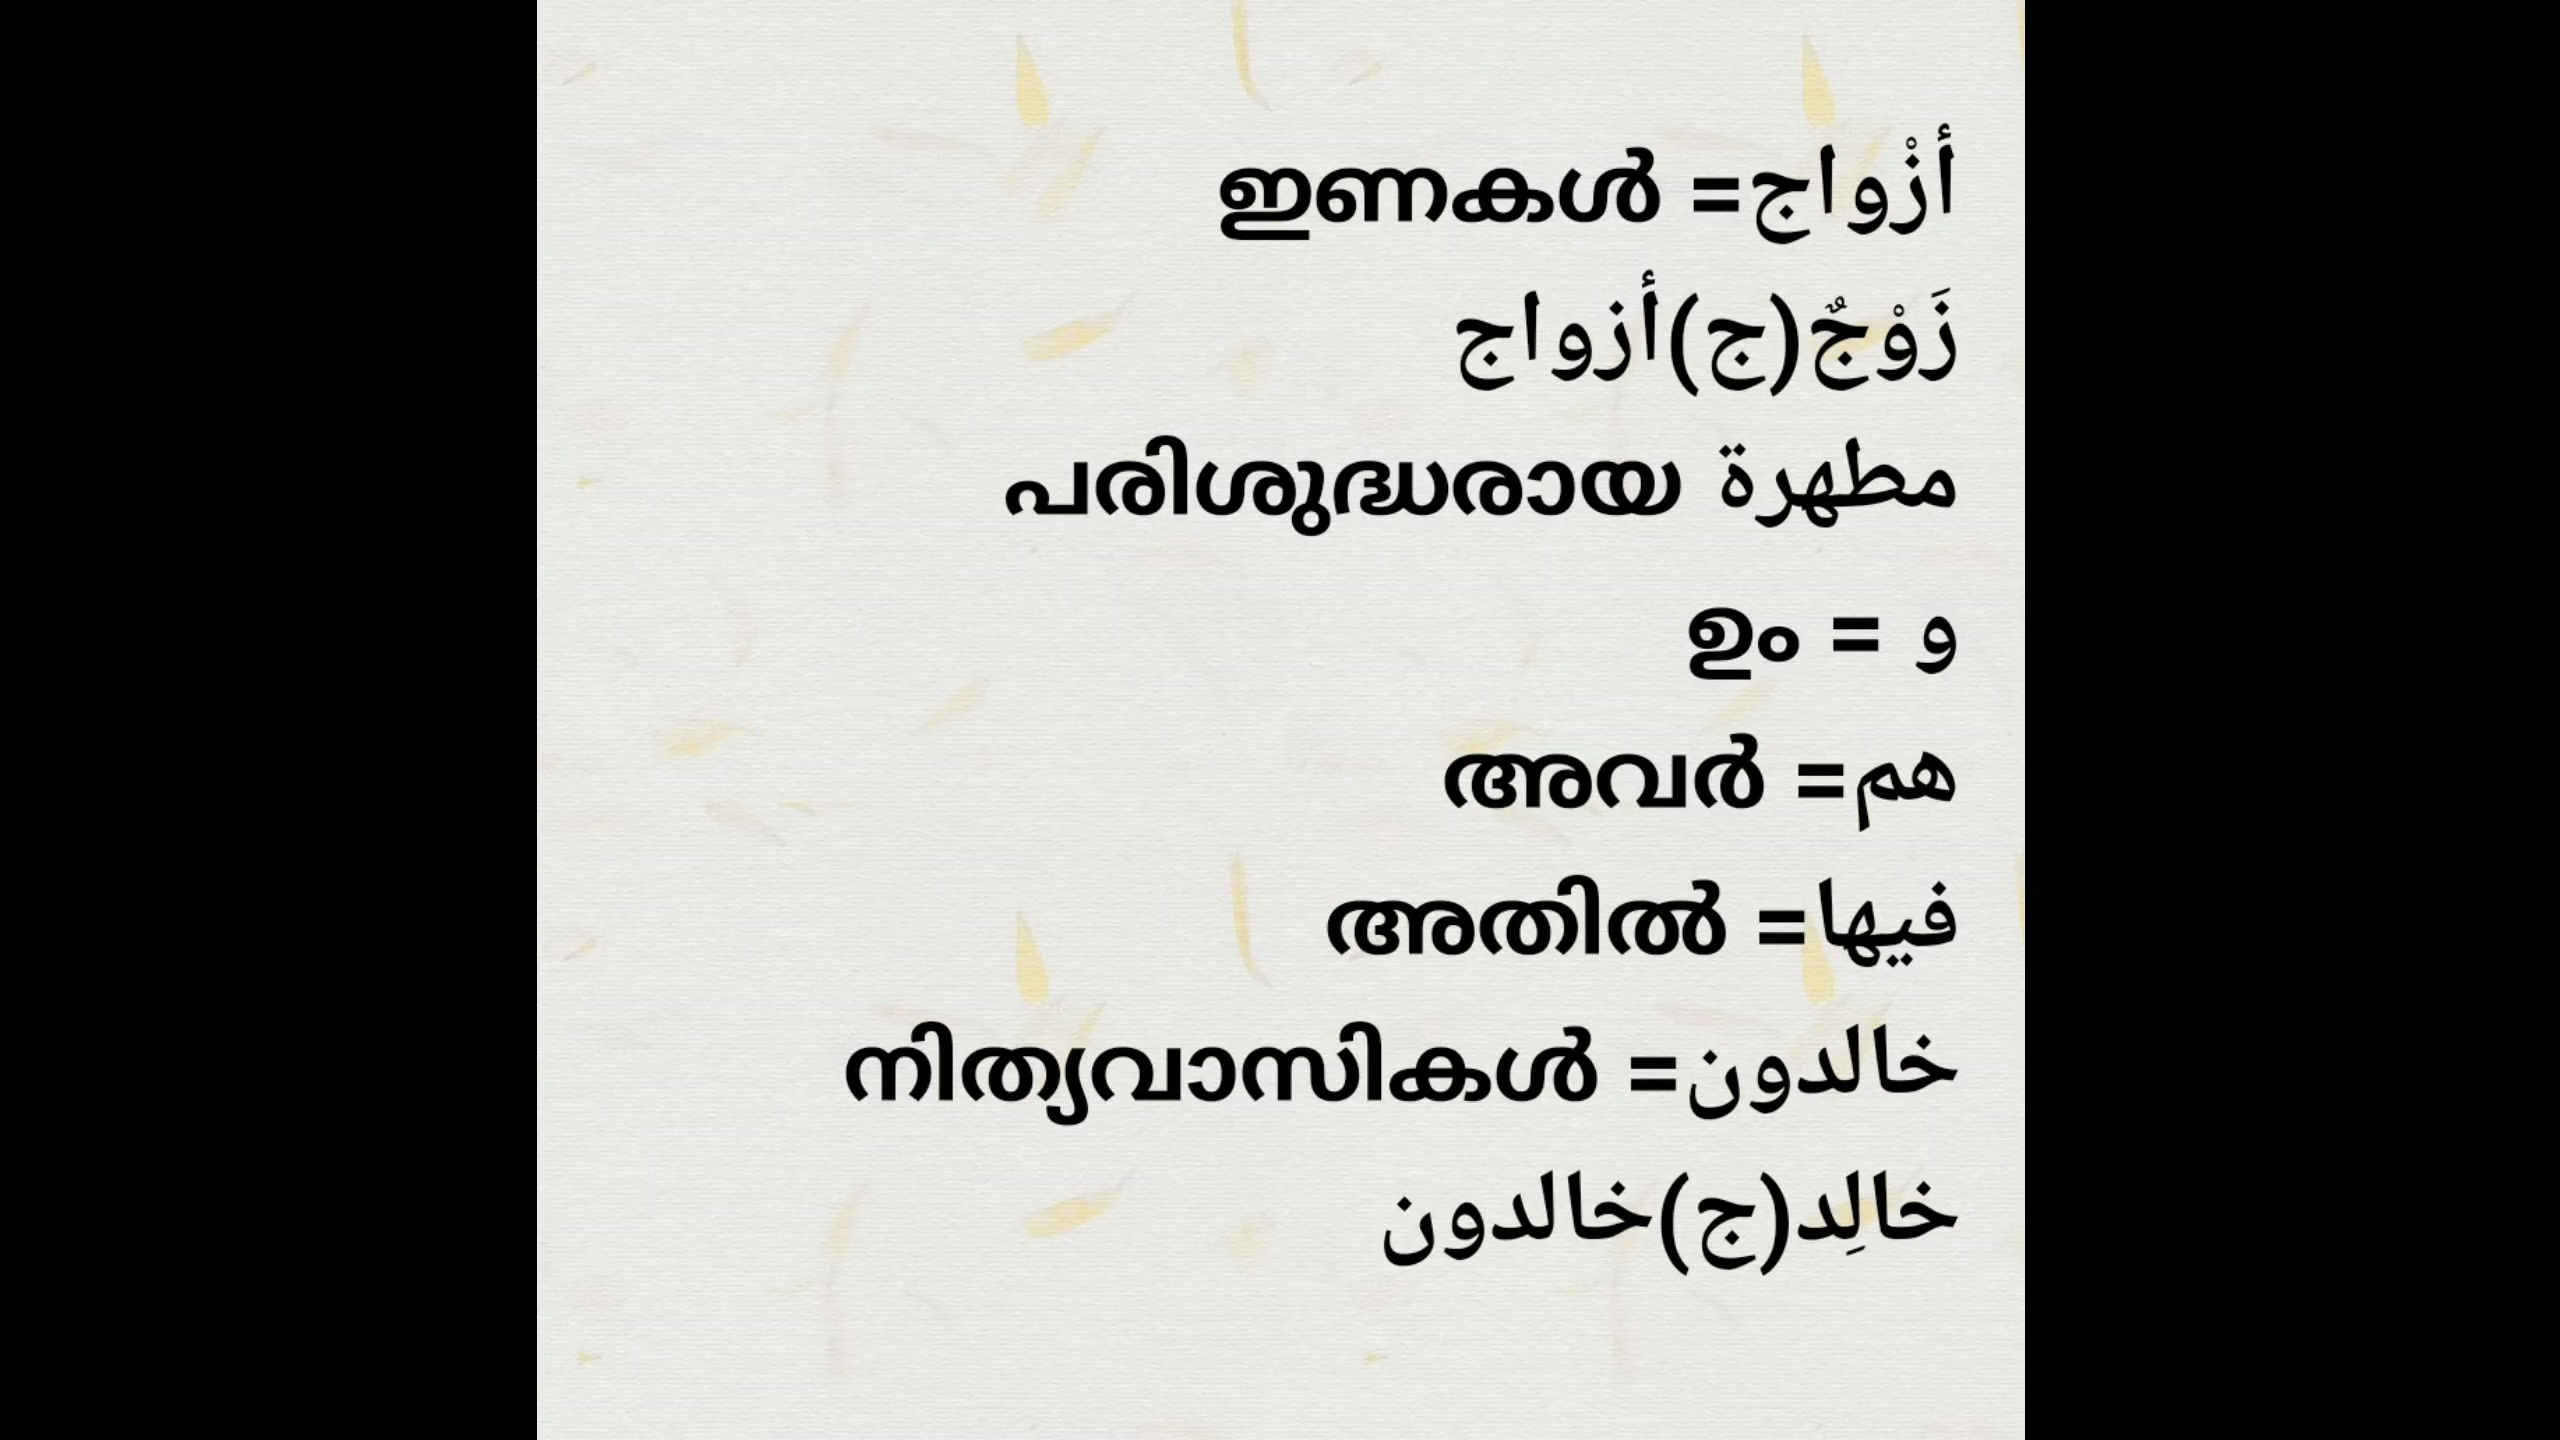 أزْواج= ഇണകൾ
زَوْجٌ(ج)أزواج
مطهرة പരിശുദ്ധരായ
و = ഉം
هم= അവർ
فيها= അതിൽ
خالدون= നിത്യവാസികൾ
خالِد(ج)خالدون